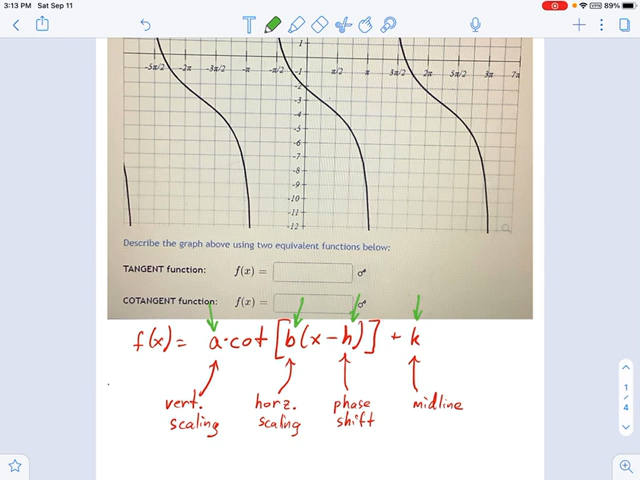 3:13 PM Sat Sep 11
89%
T
1
-5π/2 -2π -3π/2 -π -π/2 -1 π/2 π 3π/2 2π 5π/2 3π 7π
-2
-3
-4
-5
-6
-7
-8
-9
-10
-11
-12
Describe the graph above using two equivalent functions below:
TANGENT function: f(x) =
COTANGENT function: f(x) =
f(x) = a·cot [b(x-h)] + k
vert. horz. phase midline
scaling scaling shift
1
/
4